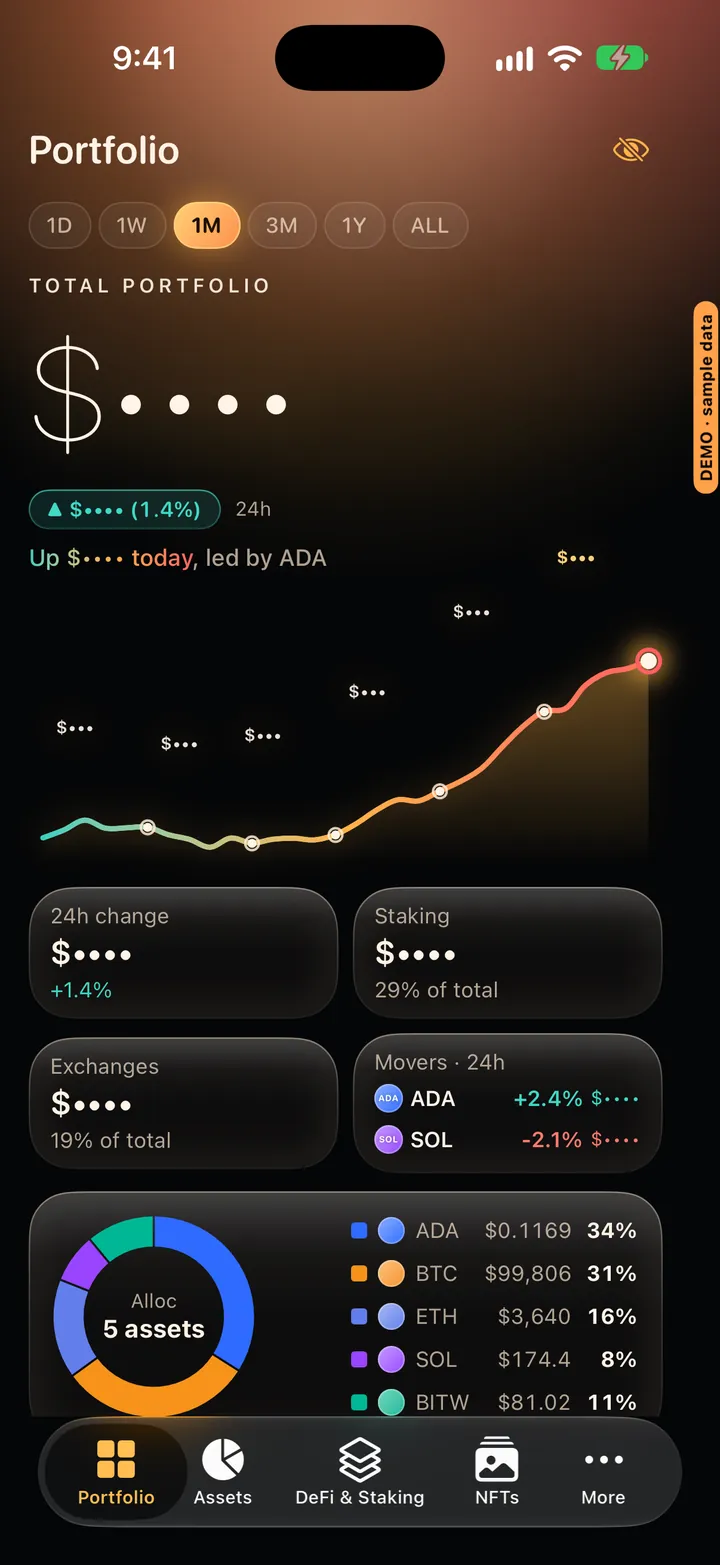 9:41
Portfolio
1D 1W 1M 3M 1Y ALL
TOTAL PORTFOLIO
DEMO · sample data
$••••
▲ $•••• (1.4%) 24h
Up $•••• today, led by ADA
$•••
$•••
$•••
$•••
$•••
$•••
24h change
$••••
+1.4%
Staking
$••••
29% of total
Exchanges
$••••
19% of total
Movers · 24h
ADA ADA +2.4% $••••
SOL SOL -2.1% $••••
Alloc
5 assets
ADA $0.1169 34%
BTC $99,806 31%
ETH $3,640 16%
SOL $174.4 8%
BITW $81.02 11%
Portfolio Assets DeFi & Staking NFTs More